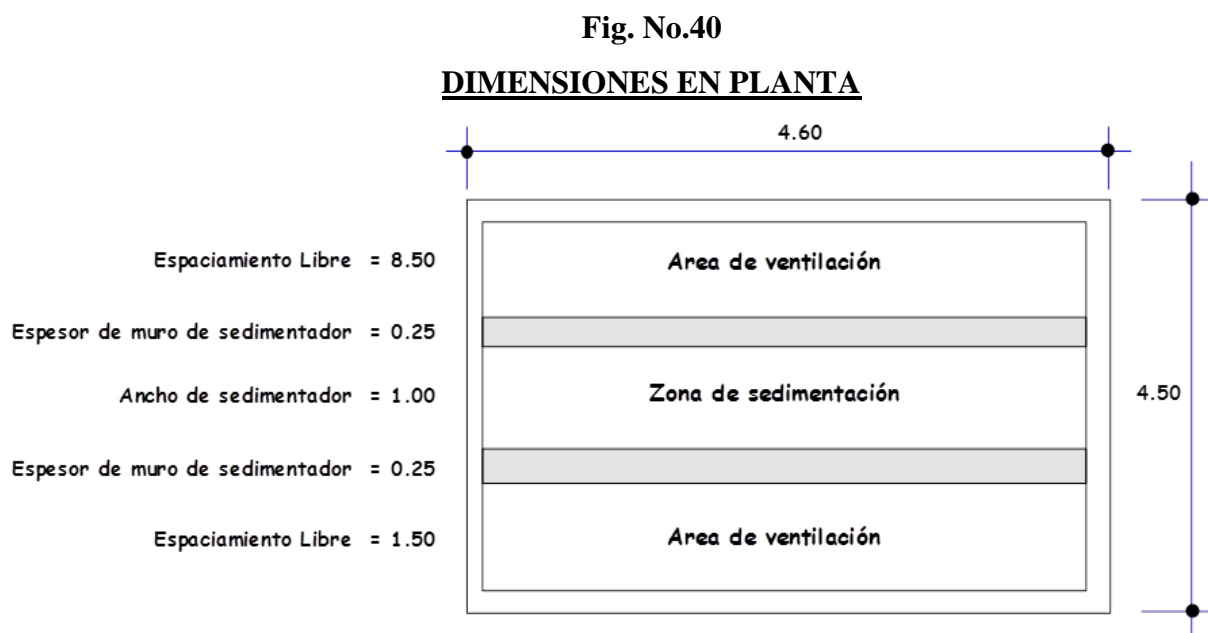 Fig. No.40
DIMENSIONES EN PLANTA
4.60
Espaciamiento Libre = 8.50
Area de ventilación
Espesor de muro de sedimentador = 0.25
Ancho de sedimentador = 1.00
Zona de sedimentación
4.50
Espesor de muro de sedimentador = 0.25
Espaciamiento Libre = 1.50
Area de ventilación